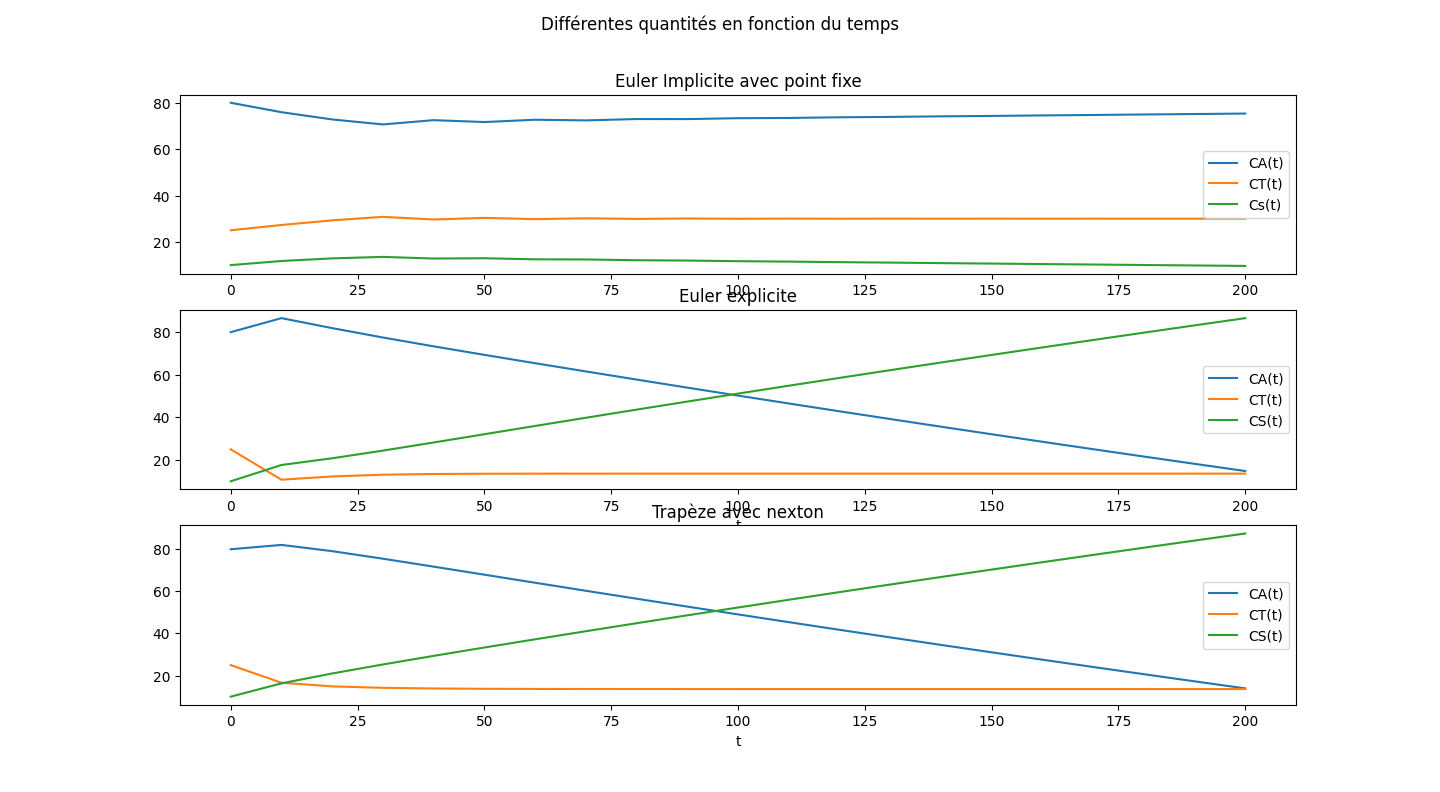 Différentes quantités en fonction du temps
Euler Implicite avec point fixe
80
60
40
20
CA(t)
CT(t)
Cs(t)
0 25 50 75 100 125 150 175 200
Euler explicite
80
60
40
20
CA(t)
CT(t)
CS(t)
0 25 50 75 100 125 150 175 200
t
Trapèze avec nexton
80
60
40
20
CA(t)
CT(t)
CS(t)
0 25 50 75 100 125 150 175 200
t